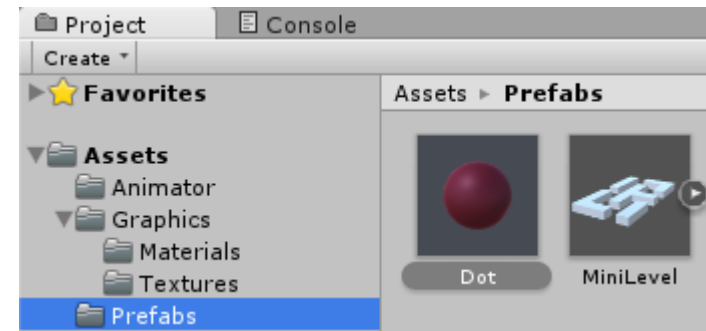 Project
Console
Create
Favorites
Assets
Animator
Graphics
Materials
Textures
Prefabs
Assets ▸ Prefabs
Dot
MiniLevel